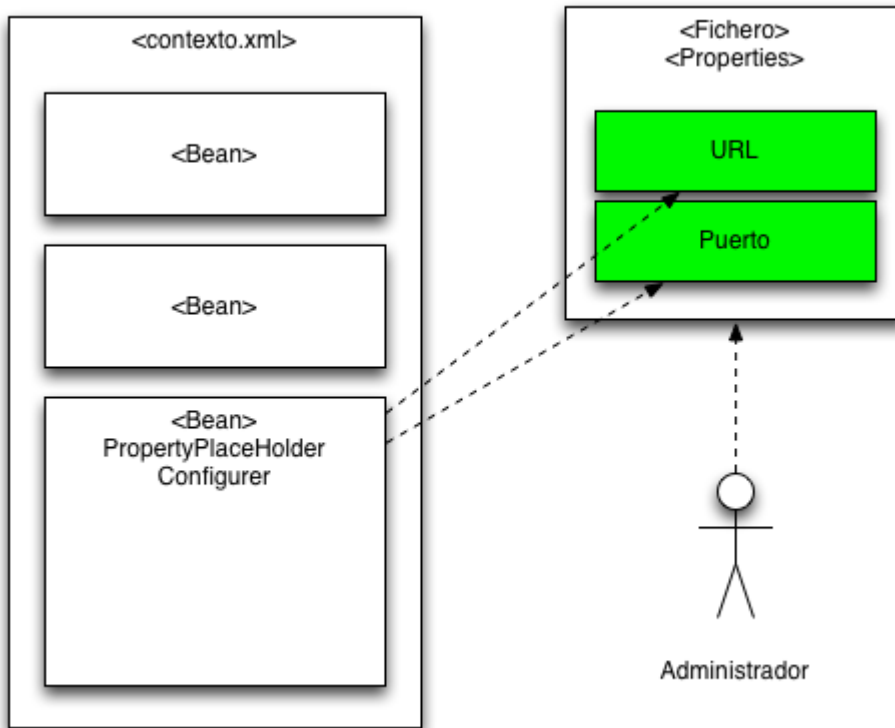 <contexto.xml>
<Bean>
<Bean>
<Bean>
PropertyPlaceHolder
Configurer
<Fichero>
<Properties>
URL
Puerto
Administrador